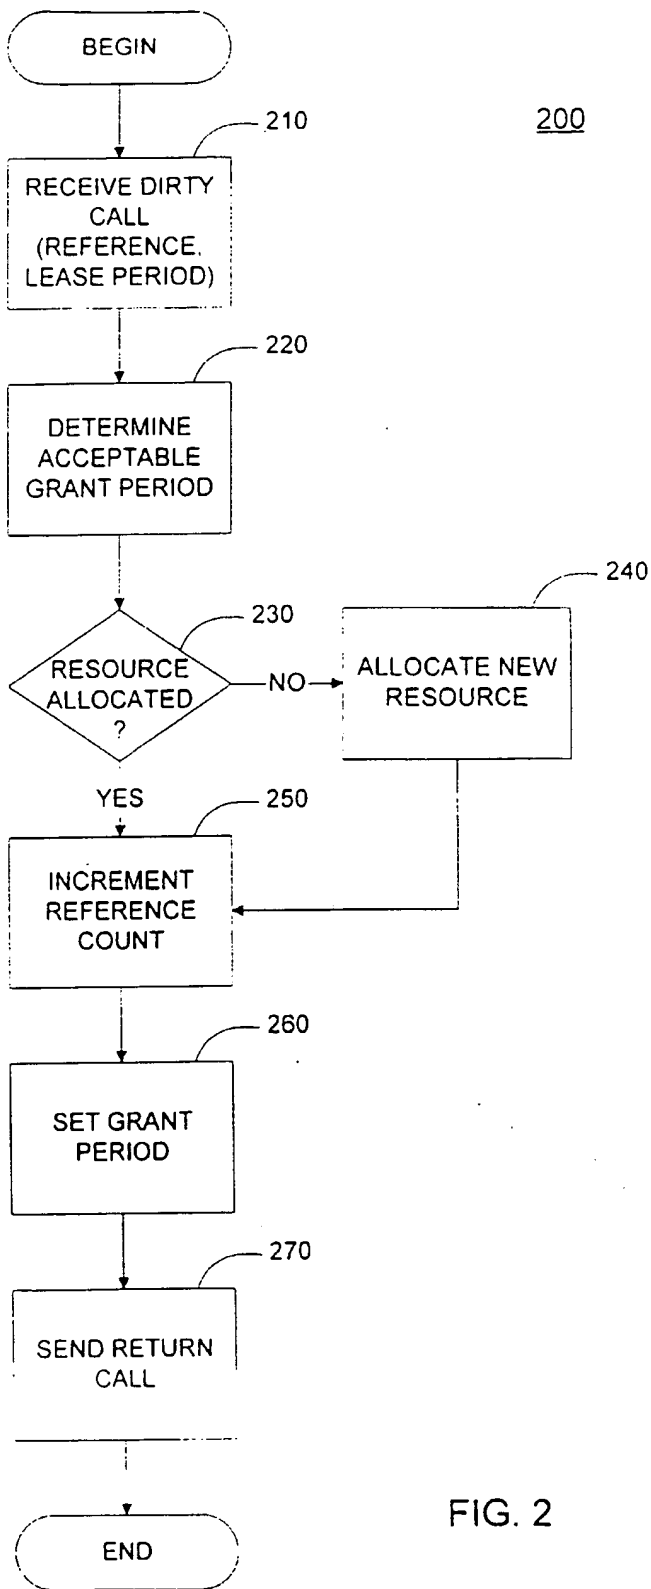 BEGIN
200
210
RECEIVE DIRTY
CALL
(REFERENCE,
LEASE PERIOD)
220
DETERMINE
ACCEPTABLE
GRANT PERIOD
230
RESOURCE
ALLOCATED
?
NO
240
ALLOCATE NEW
RESOURCE
YES
250
INCREMENT
REFERENCE
COUNT
260
SET GRANT
PERIOD
270
SEND RETURN
CALL
END
FIG. 2